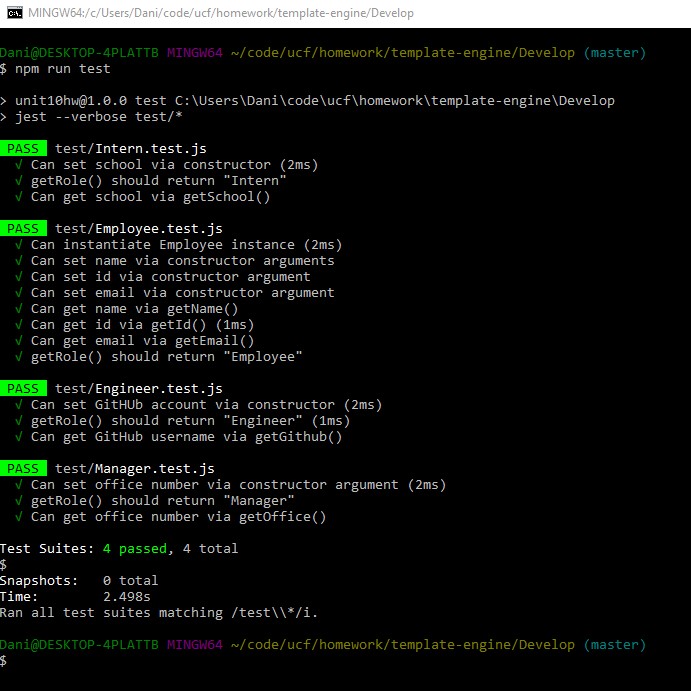 MINGW64:/c/Users/Dani/code/ucf/homework/template-engine/Develop
Dani@DESKTOP-4PLATTB MINGW64 ~/code/ucf/homework/template-engine/Develop (master)
$ npm run test
> unit10hw@1.0.0 test C:\Users\Dani\code\ucf\homework\template-engine\Develop
> jest --verbose test/*
PASS test/Intern.test.js
√ Can set school via constructor (2ms)
√ getRole() should return "Intern"
√ Can get school via getSchool()
PASS test/Employee.test.js
√ Can instantiate Employee instance (2ms)
√ Can set name via constructor arguments
√ Can set id via constructor argument
√ Can set email via constructor argument
√ Can get name via getName()
√ Can get id via getId() (1ms)
√ Can get email via getEmail()
√ getRole() should return "Employee"
PASS test/Engineer.test.js
√ Can set GitHUb account via constructor (2ms)
√ getRole() should return "Engineer" (1ms)
√ Can get GitHub username via getGithub()
PASS test/Manager.test.js
√ Can set office number via constructor argument (2ms)
√ getRole() should return "Manager"
√ Can get office number via getOffice()
Test Suites: 4 passed, 4 total
$
Snapshots: 0 total
Time: 2.498s
Ran all test suites matching /test\\*/i.
Dani@DESKTOP-4PLATTB MINGW64 ~/code/ucf/homework/template-engine/Develop (master)
$